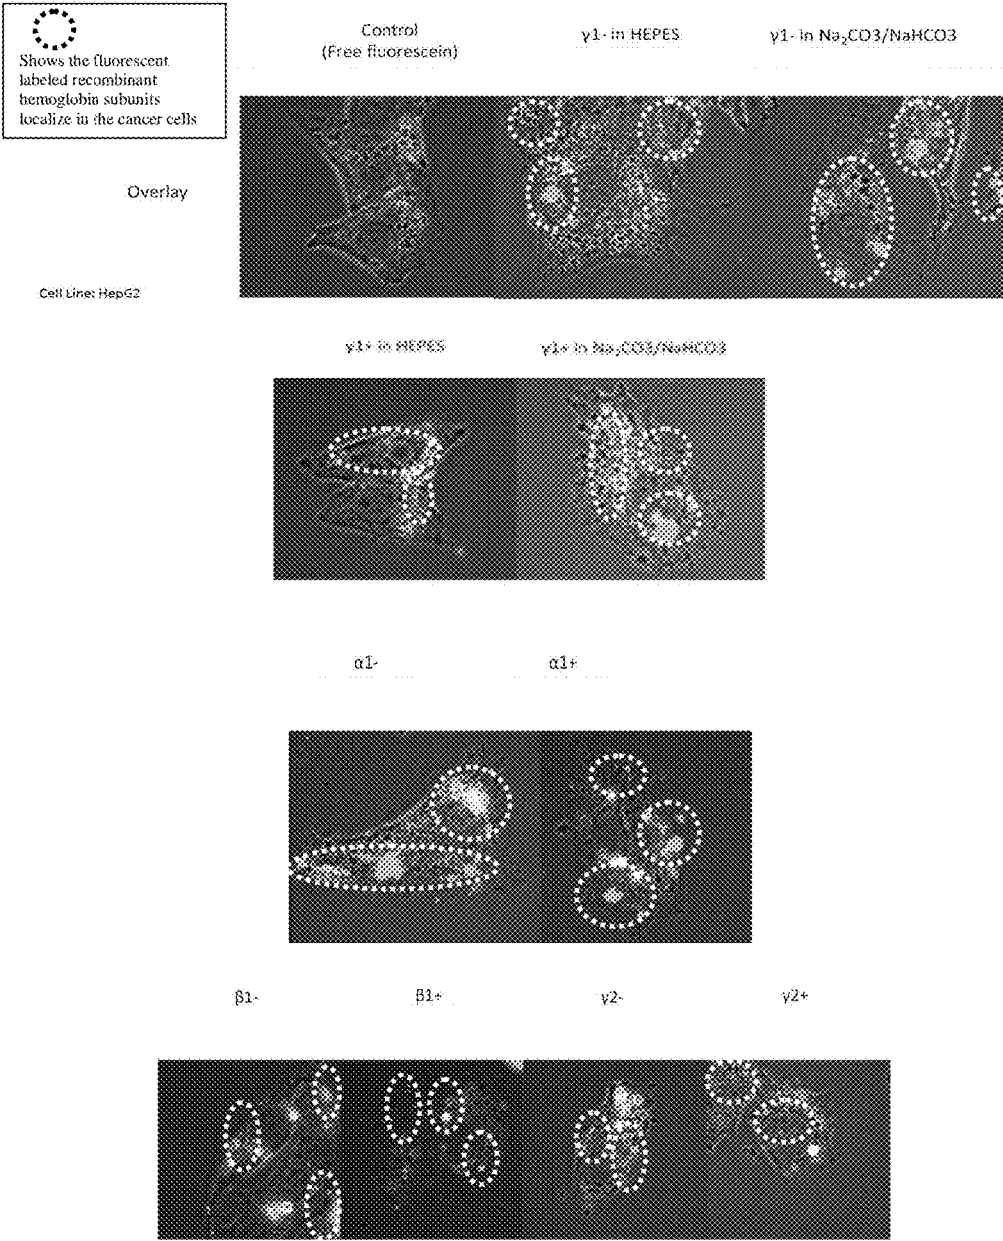 Shows the fluorescent
labeled recombinant
hemoglobin subunits
localize in the cancer cells
Control
(Free fluorescein)
γ1- in HEPES
γ1- in Na₂CO3/NaHCO3
Overlay
Cell Line: HepG2
γ1+ in HEPES
γ1+ in Na₂CO3/NaHCO3
α1-
α1+
β1-
β1+
γ2-
γ2+